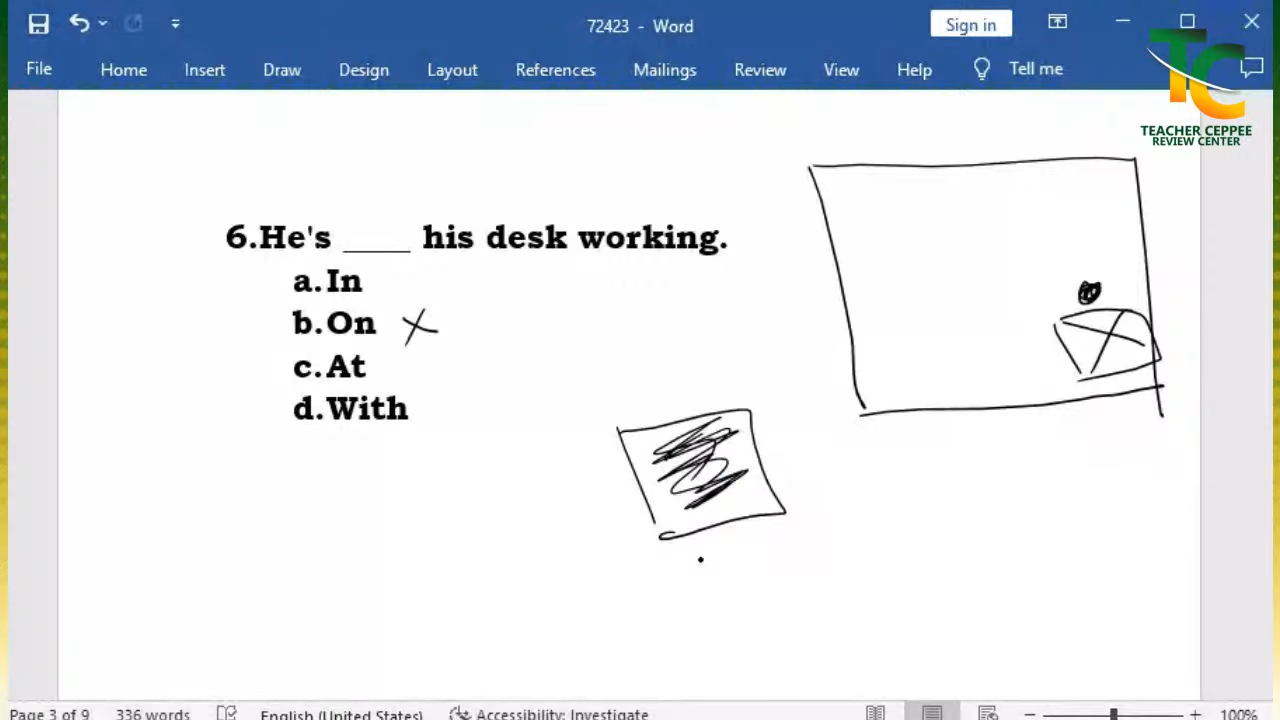 72423 - Word
Sign in
File Home Insert Draw Design Layout References Mailings Review View Help Tell me
TC
TEACHER CEPPEE
REVIEW CENTER
6.He's ____ his desk working.
a.In
b.On
c.At
d.With
Page 3 of 9 336 words English (United States) Accessibility: Investigate 100%